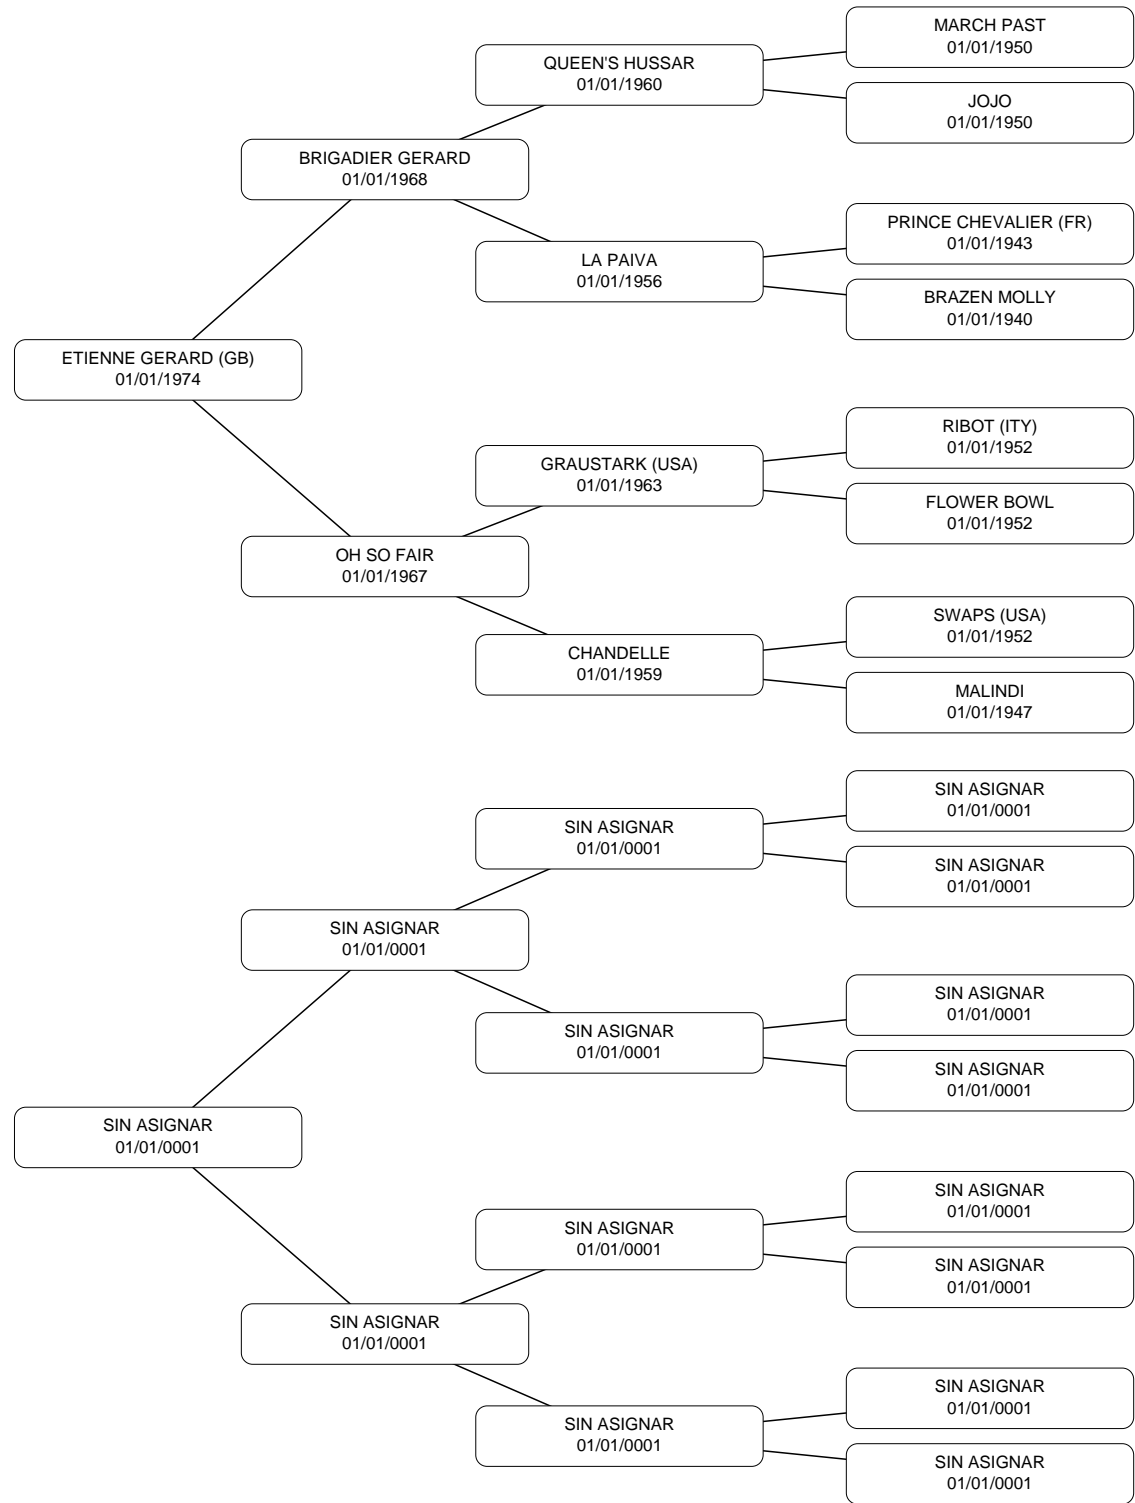 MARCH PAST
01/01/1950
QUEEN'S HUSSAR
01/01/1960
JOJO
01/01/1950
BRIGADIER GERARD
01/01/1968
PRINCE CHEVALIER (FR)
01/01/1943
LA PAIVA
01/01/1956
BRAZEN MOLLY
01/01/1940
ETIENNE GERARD (GB)
01/01/1974
RIBOT (ITY)
01/01/1952
GRAUSTARK (USA)
01/01/1963
FLOWER BOWL
01/01/1952
OH SO FAIR
01/01/1967
SWAPS (USA)
01/01/1952
CHANDELLE
01/01/1959
MALINDI
01/01/1947
SIN ASIGNAR
01/01/0001
SIN ASIGNAR
01/01/0001
SIN ASIGNAR
01/01/0001
SIN ASIGNAR
01/01/0001
SIN ASIGNAR
01/01/0001
SIN ASIGNAR
01/01/0001
SIN ASIGNAR
01/01/0001
SIN ASIGNAR
01/01/0001
SIN ASIGNAR
01/01/0001
SIN ASIGNAR
01/01/0001
SIN ASIGNAR
01/01/0001
SIN ASIGNAR
01/01/0001
SIN ASIGNAR
01/01/0001
SIN ASIGNAR
01/01/0001
SIN ASIGNAR
01/01/0001